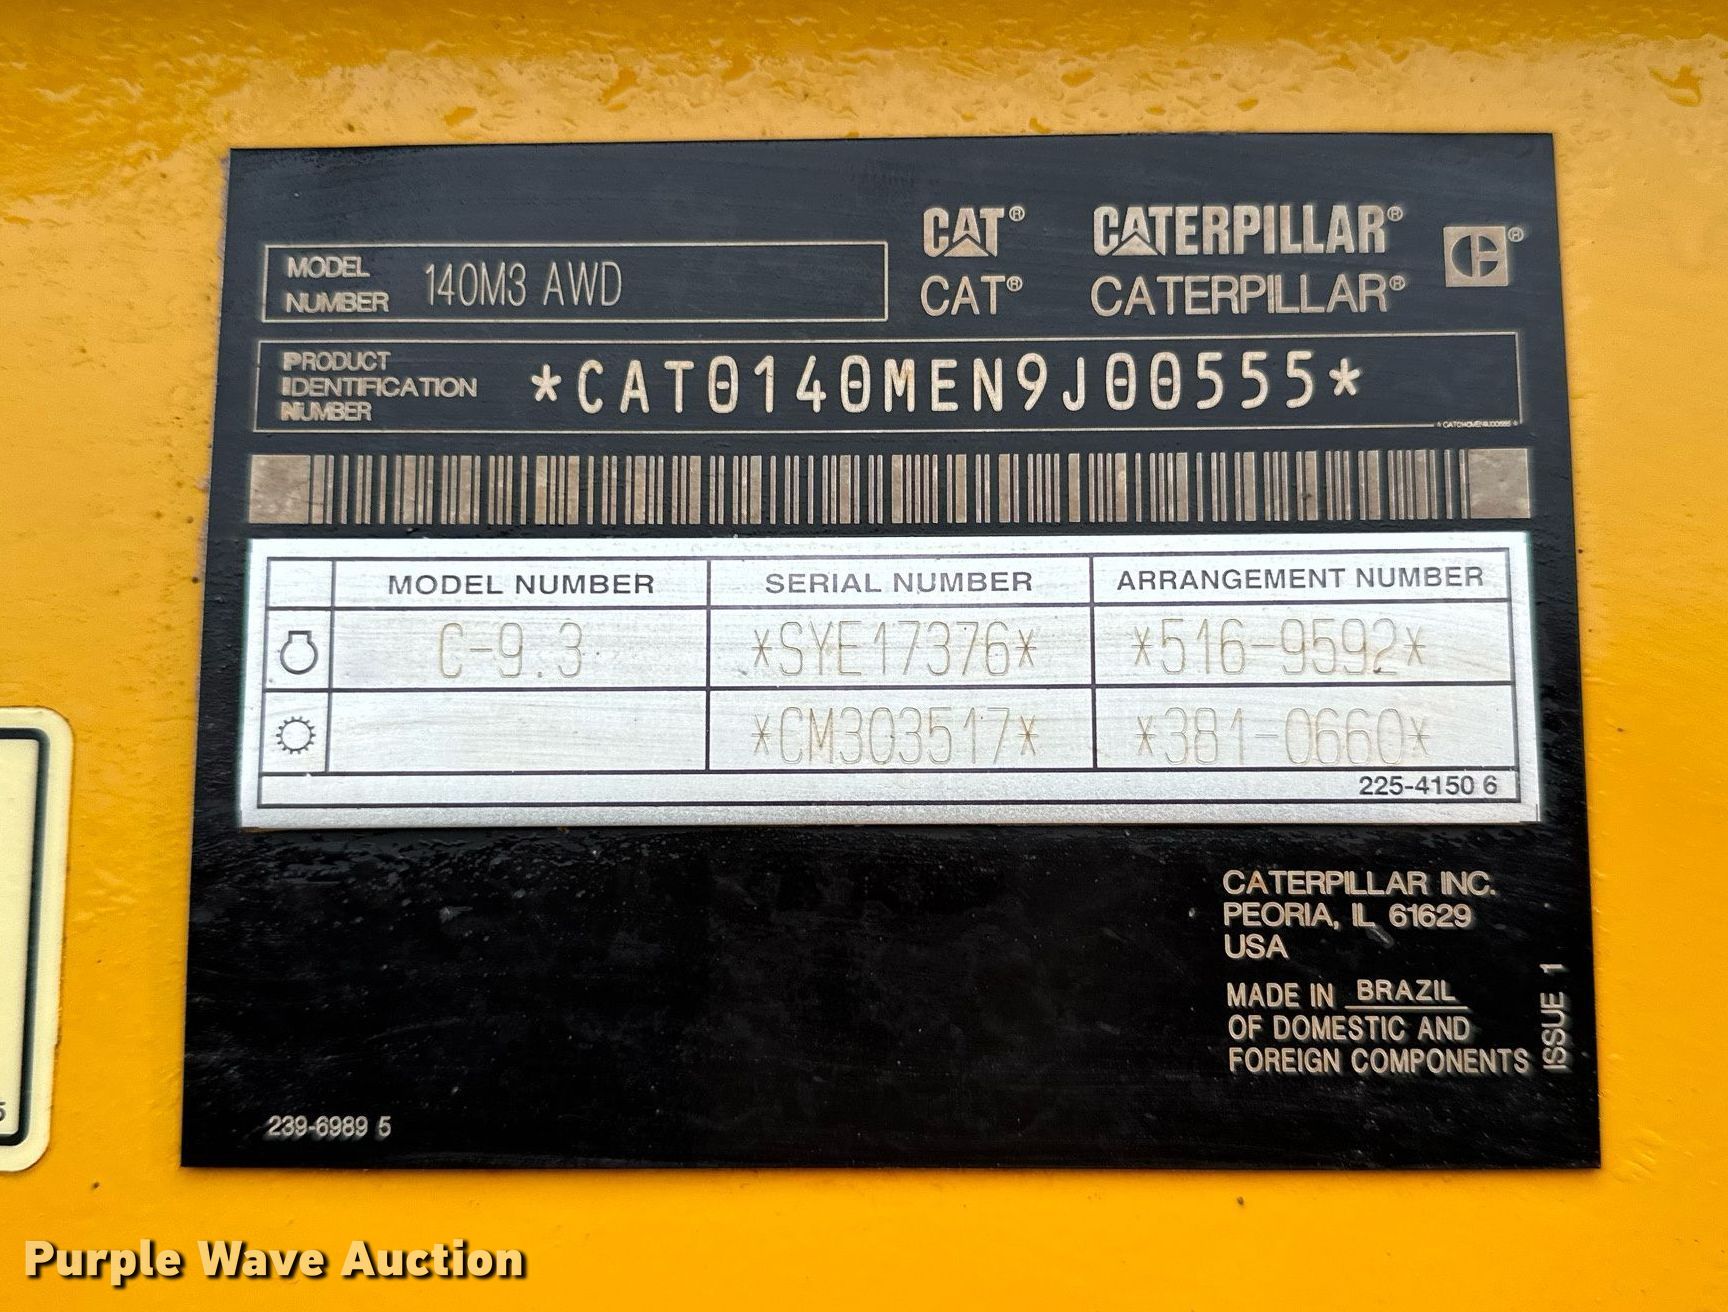 MODEL NUMBER 140M3 AWD
CAT® CATERPILLAR®
CAT® CATERPILLAR®
PRODUCT IDENTIFICATION NUMBER *CAT0140MEN9J00555*
MODEL NUMBER SERIAL NUMBER ARRANGEMENT NUMBER
C-9.3 *SYE17376* *516-9592*
*CM303517* *381-0660*
225-4150 6
CATERPILLAR INC.
PEORIA, IL 61629
USA
MADE IN BRAZIL
OF DOMESTIC AND
FOREIGN COMPONENTS
ISSUE 1
239-6989 5
Purple Wave Auction